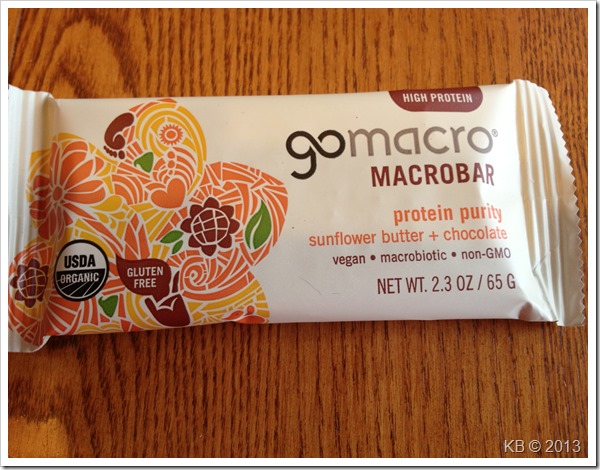 HIGH PROTEIN
gomacro®
MACROBAR
protein purity
sunflower butter + chocolate
vegan • macrobiotic • non-GMO
NET WT. 2.3 OZ / 65 G
USDA
ORGANIC
GLUTEN
FREE
KB © 2013